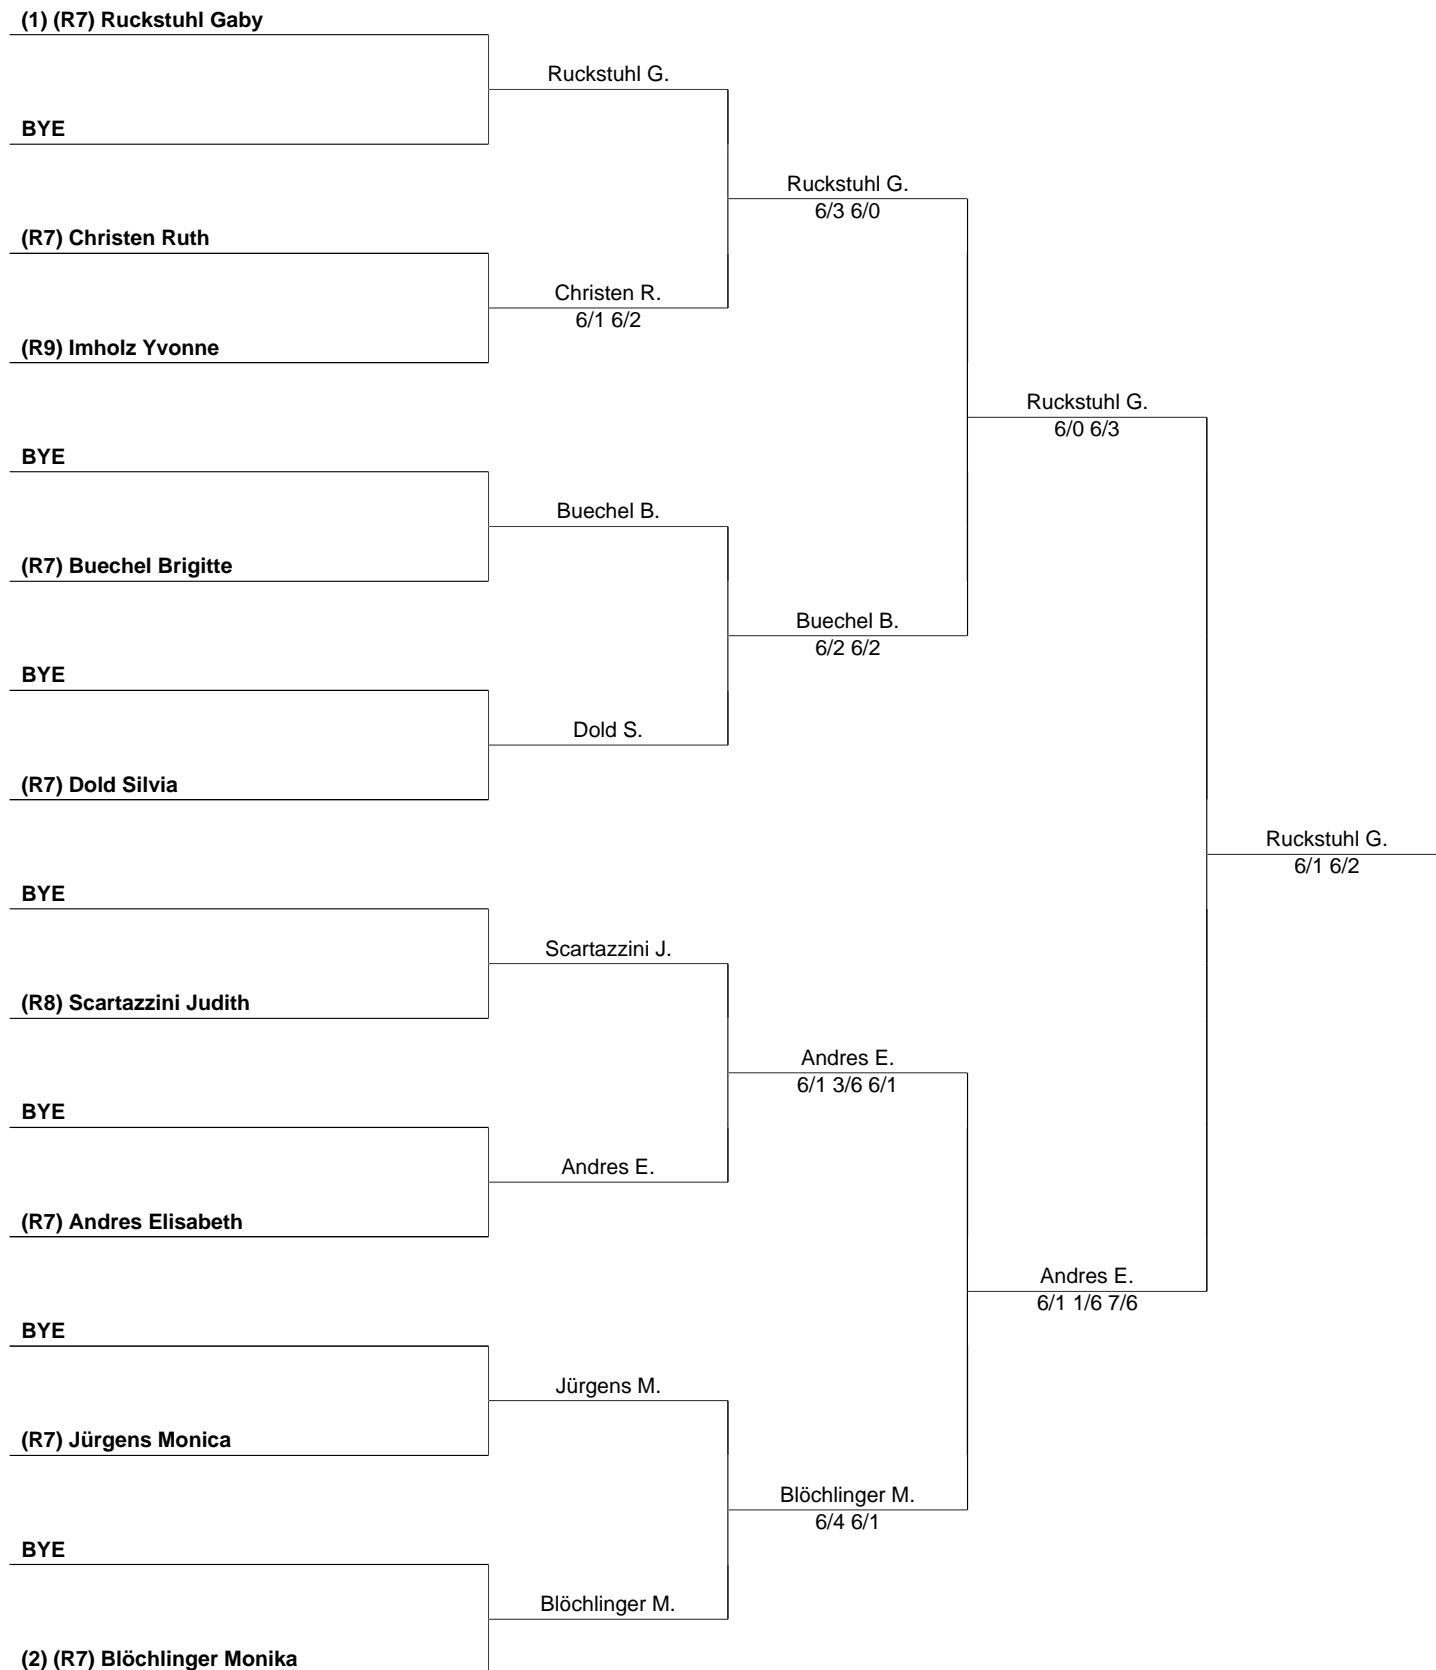 (1) (R7) Ruckstuhl Gaby
Ruckstuhl G.
BYE
Ruckstuhl G.
6/3 6/0
(R7) Christen Ruth
Christen R.
6/1 6/2
(R9) Imholz Yvonne
Ruckstuhl G.
6/0 6/3
BYE
Buechel B.
(R7) Buechel Brigitte
Buechel B.
6/2 6/2
BYE
Dold S.
(R7) Dold Silvia
Ruckstuhl G.
6/1 6/2
BYE
Scartazzini J.
(R8) Scartazzini Judith
Andres E.
6/1 3/6 6/1
BYE
Andres E.
(R7) Andres Elisabeth
Andres E.
6/1 1/6 7/6
BYE
Jürgens M.
(R7) Jürgens Monica
Blöchlinger M.
6/4 6/1
BYE
Blöchlinger M.
(2) (R7) Blöchlinger Monika